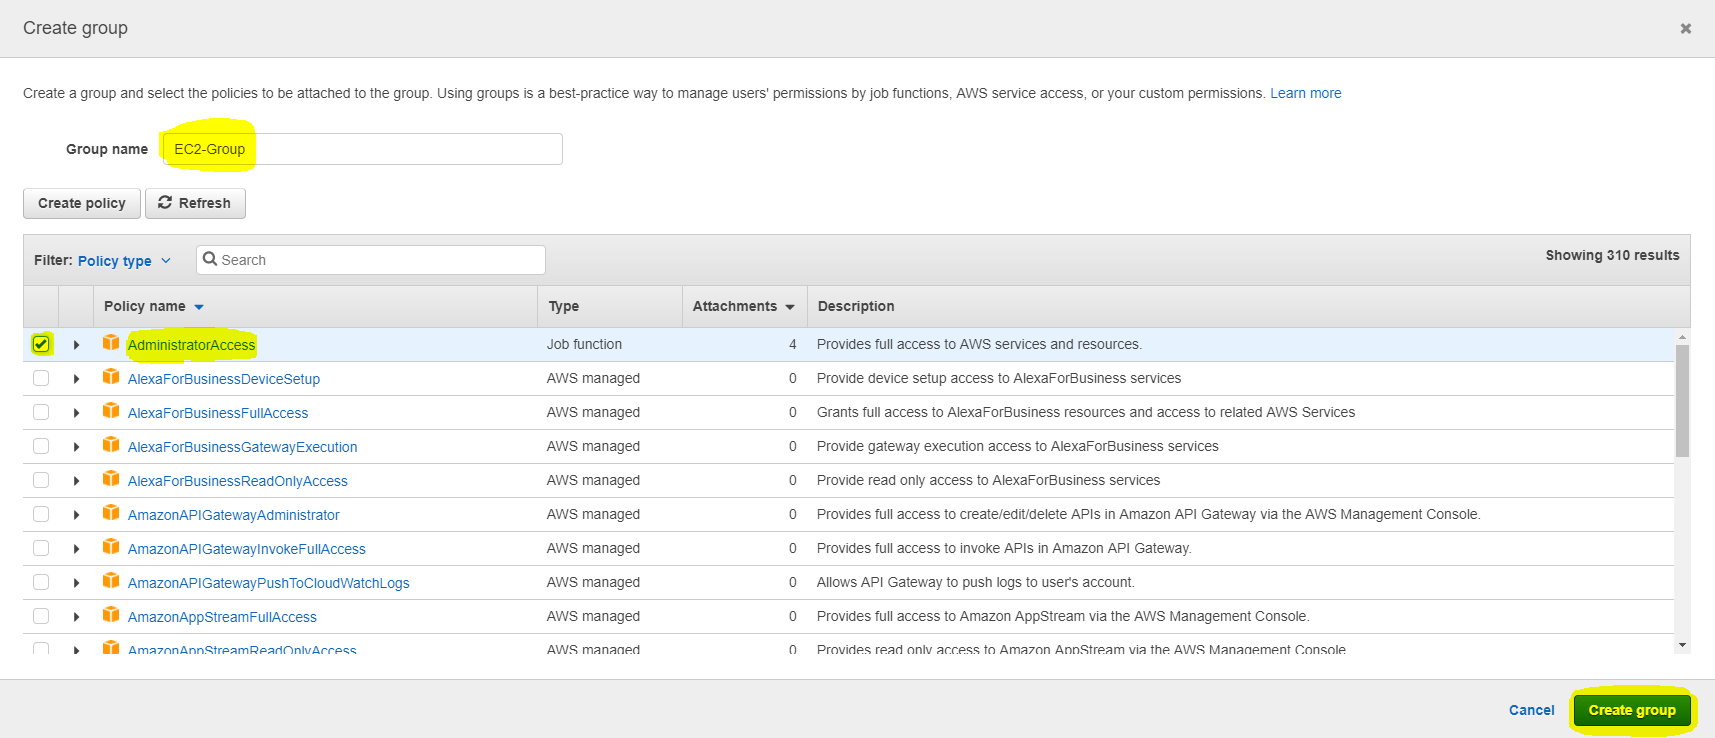 Create group
Create a group and select the policies to be attached to the group. Using groups is a best-practice way to manage users' permissions by job functions, AWS service access, or your custom permissions. Learn more
Group name EC2-Group
Create policy Refresh
Filter: Policy type Search Showing 310 results
Policy name Type Attachments Description
AdministratorAccess Job function 4 Provides full access to AWS services and resources.
AlexaForBusinessDeviceSetup AWS managed 0 Provide device setup access to AlexaForBusiness services
AlexaForBusinessFullAccess AWS managed 0 Grants full access to AlexaForBusiness resources and access to related AWS Services
AlexaForBusinessGatewayExecution AWS managed 0 Provide gateway execution access to AlexaForBusiness services
AlexaForBusinessReadOnlyAccess AWS managed 0 Provide read only access to AlexaForBusiness services
AmazonAPIGatewayAdministrator AWS managed 0 Provides full access to create/edit/delete APIs in Amazon API Gateway via the AWS Management Console.
AmazonAPIGatewayInvokeFullAccess AWS managed 0 Provides full access to invoke APIs in Amazon API Gateway.
AmazonAPIGatewayPushToCloudWatchLogs AWS managed 0 Allows API Gateway to push logs to user's account.
AmazonAppStreamFullAccess AWS managed 0 Provides full access to Amazon AppStream via the AWS Management Console.
AmazonAppStreamReadOnlyAccess AWS managed 0 Provides read only access to Amazon AppStream via the AWS Management Console
Cancel Create group